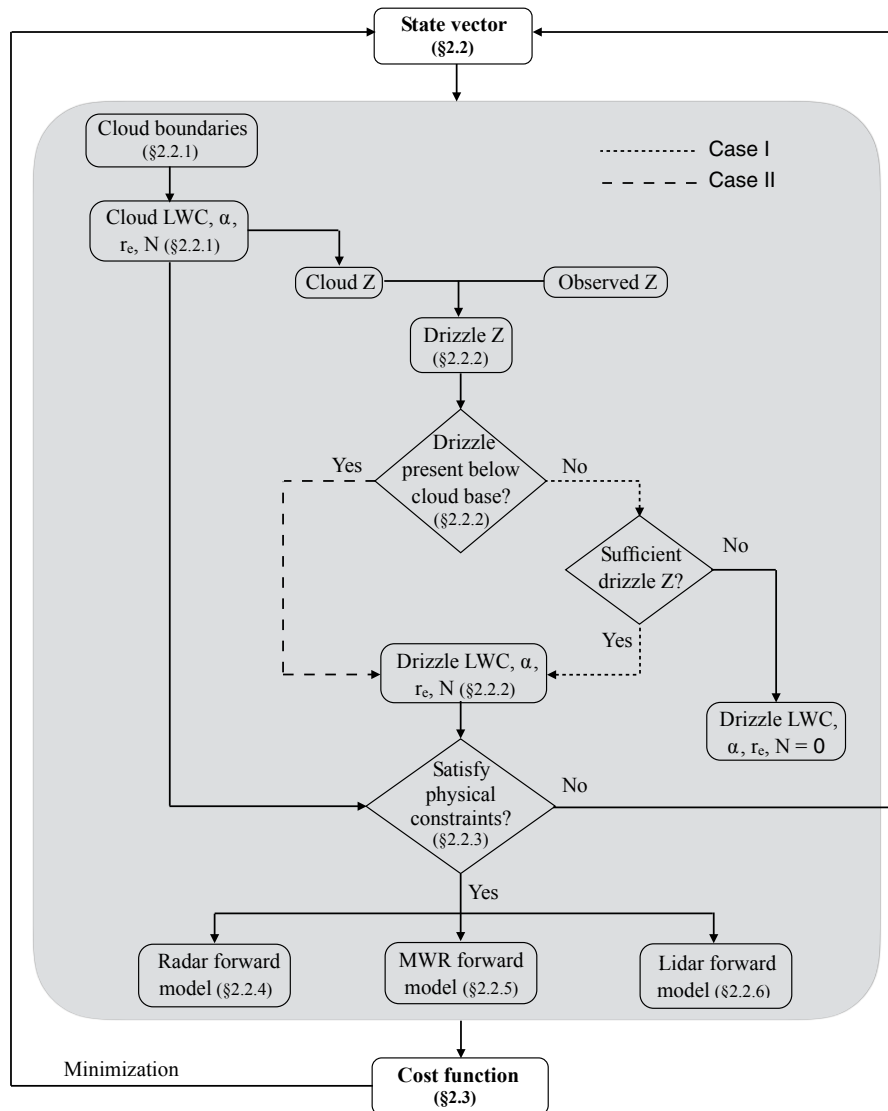 State vector
(§2.2)
Cloud boundaries
(§2.2.1)
Case I
Case II
Cloud LWC, α,
rₑ, N (§2.2.1)
Cloud Z
Observed Z
Drizzle Z
(§2.2.2)
Drizzle
present below
cloud base?
(§2.2.2)
Yes
No
Sufficient
drizzle Z?
No
Yes
Drizzle LWC, α,
rₑ, N (§2.2.2)
Drizzle LWC,
α, rₑ, N = 0
Satisfy
physical
constraints?
(§2.2.3)
No
Yes
Radar forward
model (§2.2.4)
MWR forward
model (§2.2.5)
Lidar forward
model (§2.2.6)
Minimization
Cost function
(§2.3)